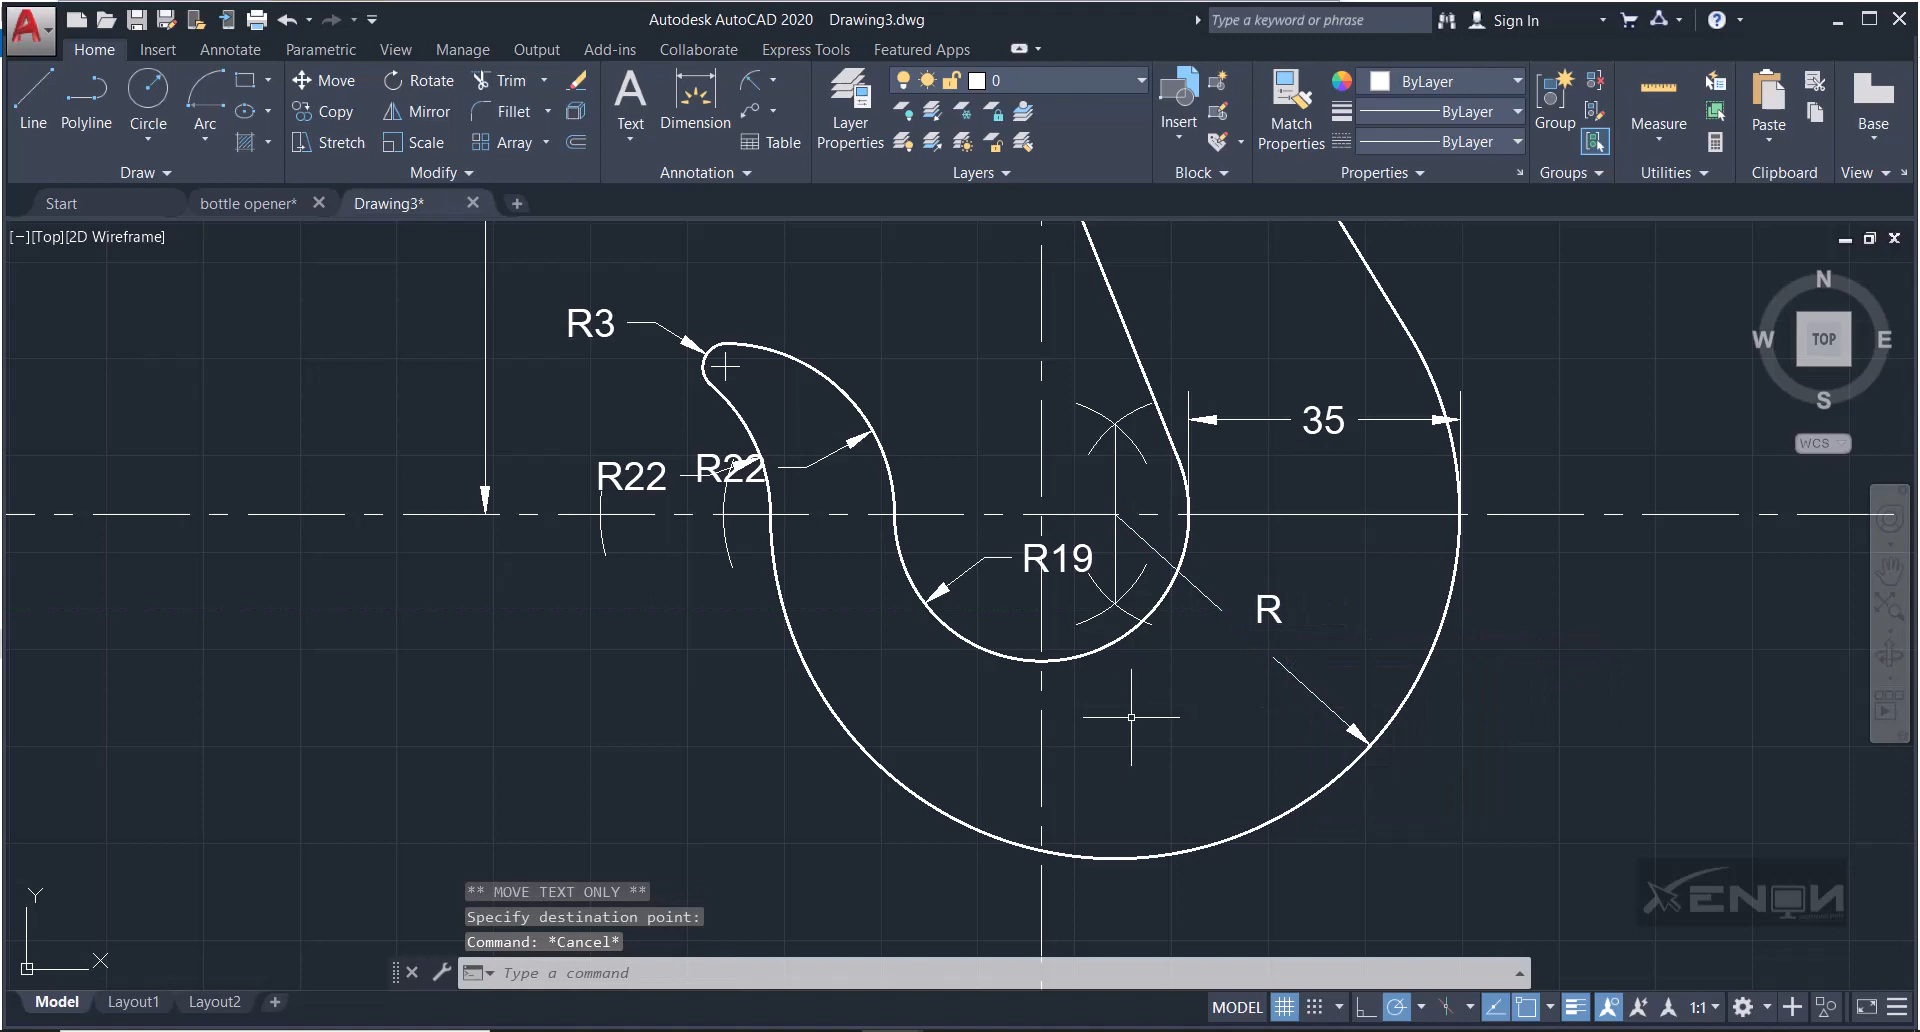 Autodesk AutoCAD 2020 Drawing3.dwg
Type a keyword or phrase
Sign In
Home Insert Annotate Parametric View Manage Output Add-ins Collaborate Express Tools Featured Apps
Line Polyline Circle Arc
Move Rotate Trim
Copy Mirror Fillet
Stretch Scale Array
Text Dimension Table
Layer Properties
0
Insert
Match Properties
ByLayer
ByLayer
ByLayer
Group
Measure
Paste
Base
Draw Modify Annotation Layers Block Properties Groups Utilities Clipboard View
Start bottle opener* Drawing3*
[−][Top][2D Wireframe]
N
W TOP E
S
WCS
R3
35
R22 R22
R19
R
XENON
Y
X
** MOVE TEXT ONLY **
Specify destination point:
Command: *Cancel*
Type a command
Model Layout1 Layout2
MODEL 1:1